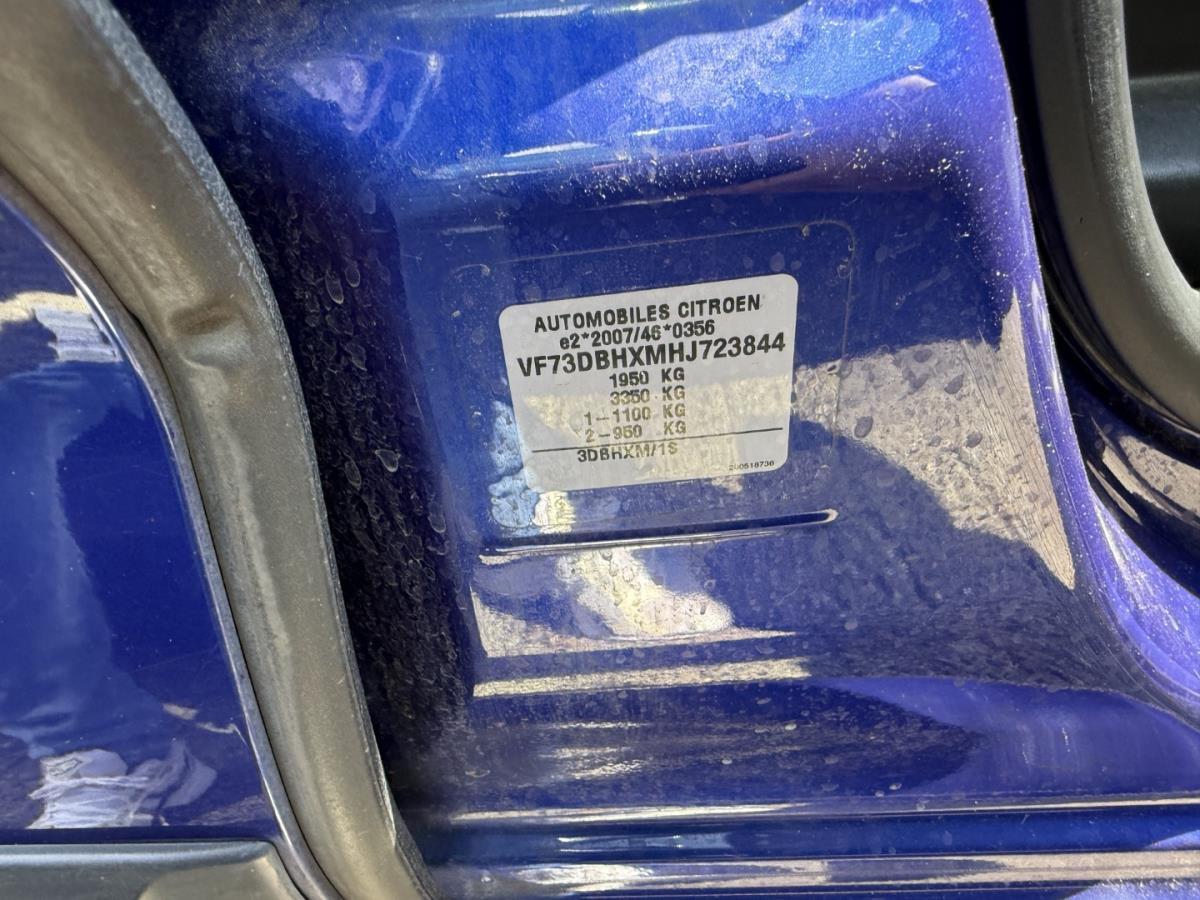 AUTOMOBILES CITROEN
e2*2007/46*0356
VF73DBHXMHJ723844
1950 KG
3350 KG
1-1100 KG
2-950 KG
3DBHXM/1S
200518736